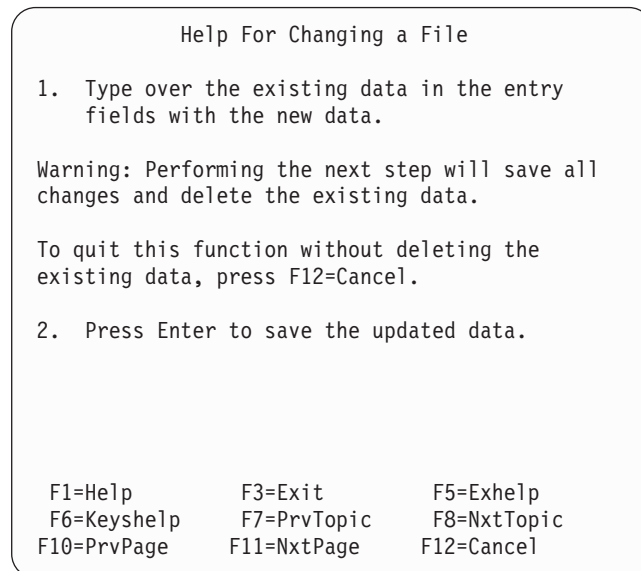 Help For Changing a File
1. Type over the existing data in the entry
fields with the new data.
Warning: Performing the next step will save all
changes and delete the existing data.
To quit this function without deleting the
existing data, press F12=Cancel.
2. Press Enter to save the updated data.
F1=Help F3=Exit F5=Exhelp
F6=Keyshelp F7=PrvTopic F8=NxtTopic
F10=PrvPage F11=NxtPage F12=Cancel